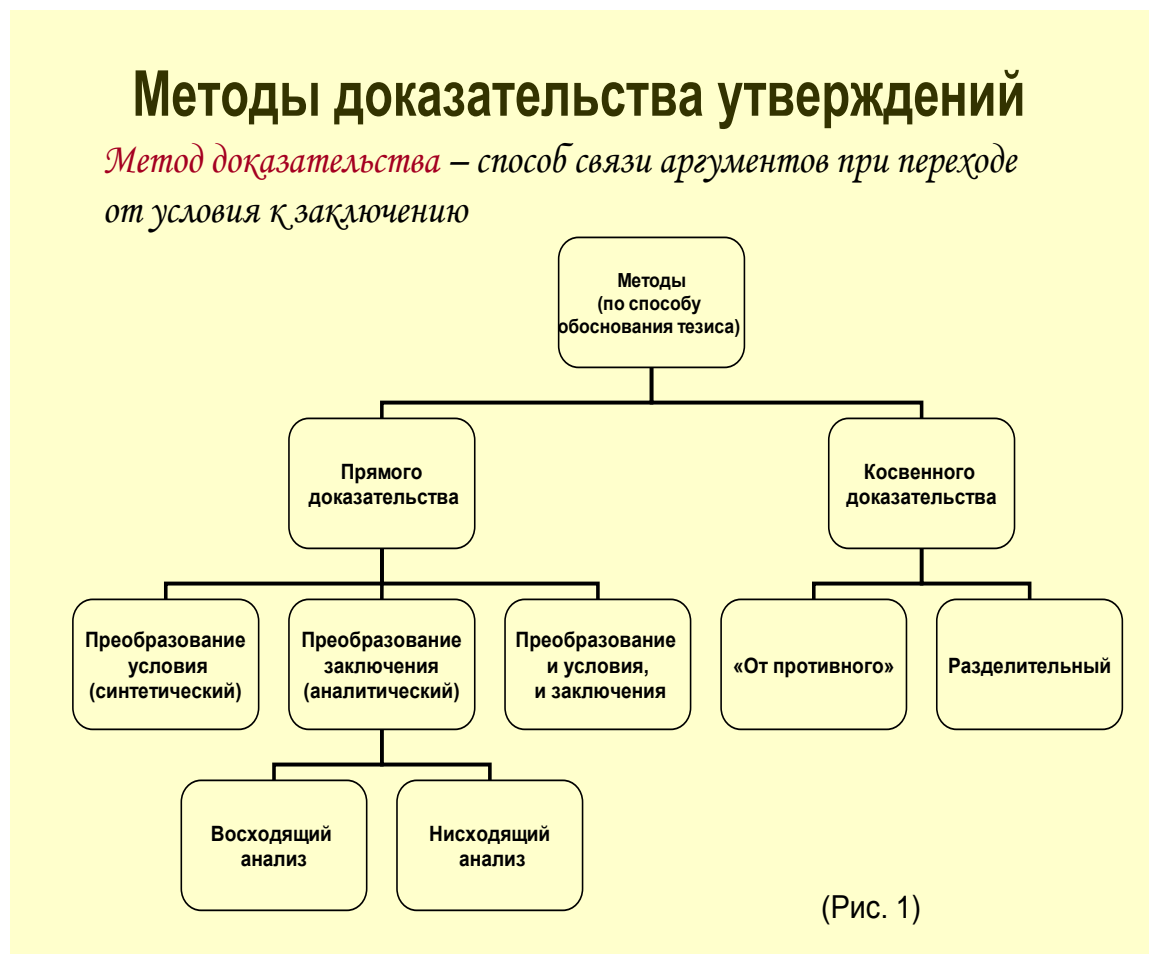 Методы доказательства утверждений
Метод доказательства – способ связи аргументов при переходе
от условия к заключению
Методы
(по способу
обоснования тезиса)
Прямого
доказательства
Косвенного
доказательства
Преобразование
условия
(синтетический)
Преобразование
заключения
(аналитический)
Преобразование
и условия,
и заключения
«От противного»
Разделительный
Восходящий
анализ
Нисходящий
анализ
(Рис. 1)